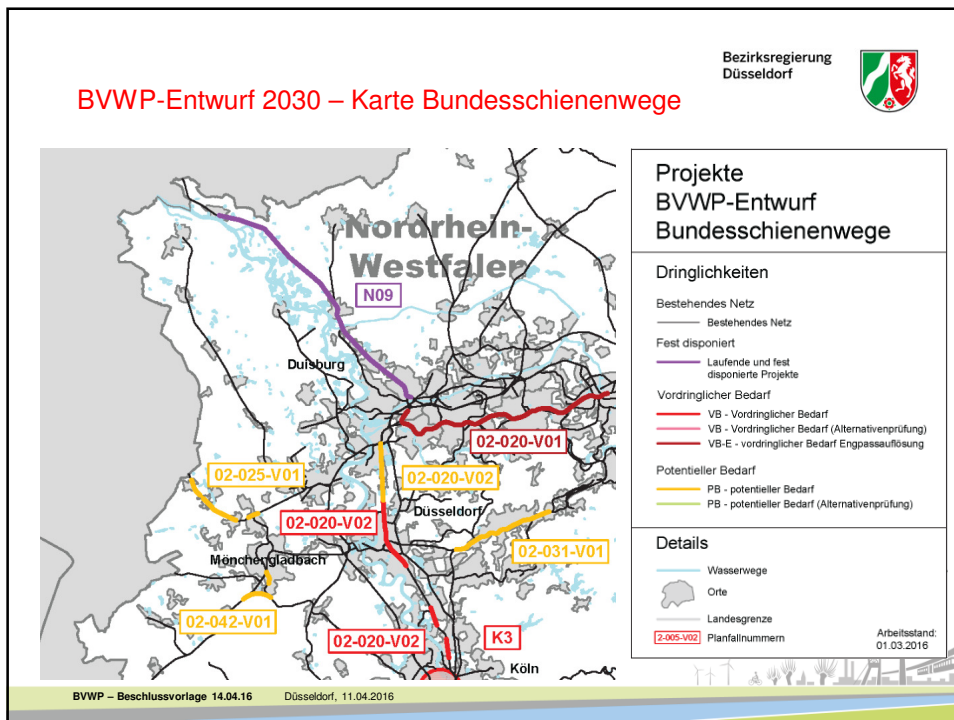 Bezirksregierung
Düsseldorf
BVWP-Entwurf 2030 – Karte Bundesschienenwege
Nordrhein-
Westfalen
N09
Duisburg
02-020-V01
02-025-V01
02-020-V02
02-020-V02
Düsseldorf
02-031-V01
Mönchengladbach
02-042-V01
02-020-V02
K3
Köln
Projekte
BVWP-Entwurf
Bundesschienenwege
Dringlichkeiten
Bestehendes Netz
Bestehendes Netz
Fest disponiert
Laufende und fest
disponierte Projekte
Vordringlicher Bedarf
VB - Vordringlicher Bedarf
VB - Vordringlicher Bedarf (Alternativenprüfung)
VB-E - vordringlicher Bedarf Engpassauflösung
Potentieller Bedarf
PB - potentieller Bedarf
PB - potentieller Bedarf (Alternativenprüfung)
Details
Wasserwege
Orte
Landesgrenze
2-005-V02 Planfallnummern
Arbeitsstand:
01.03.2016
BVWP – Beschlussvorlage 14.04.16 Düsseldorf, 11.04.2016